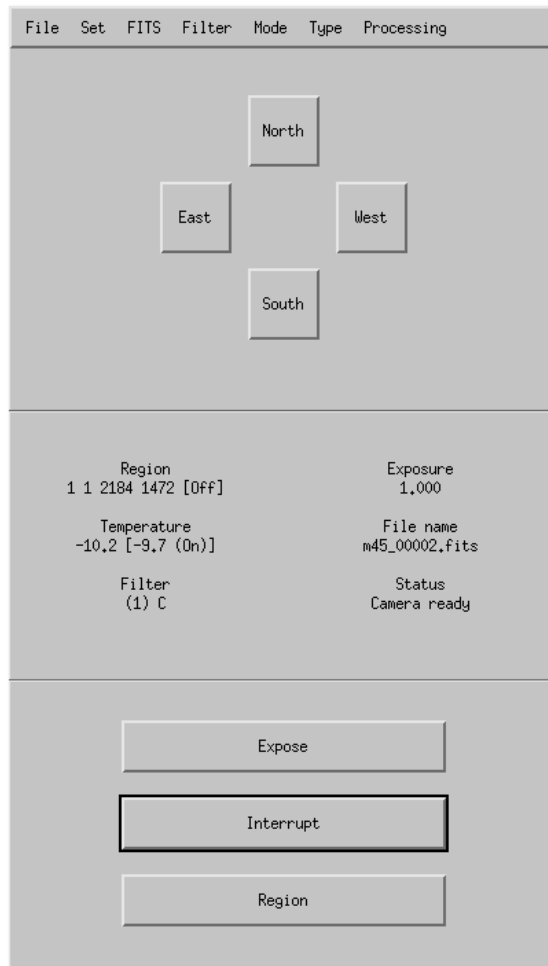 File Set FITS Filter Mode Type Processing
North
East West
South
Region Exposure
1 1 2184 1472 [Off] 1.000
Temperature File name
-10.2 [-9.7 (On)] m45_00002.fits
Filter Status
(1) C Camera ready
Expose
Interrupt
Region